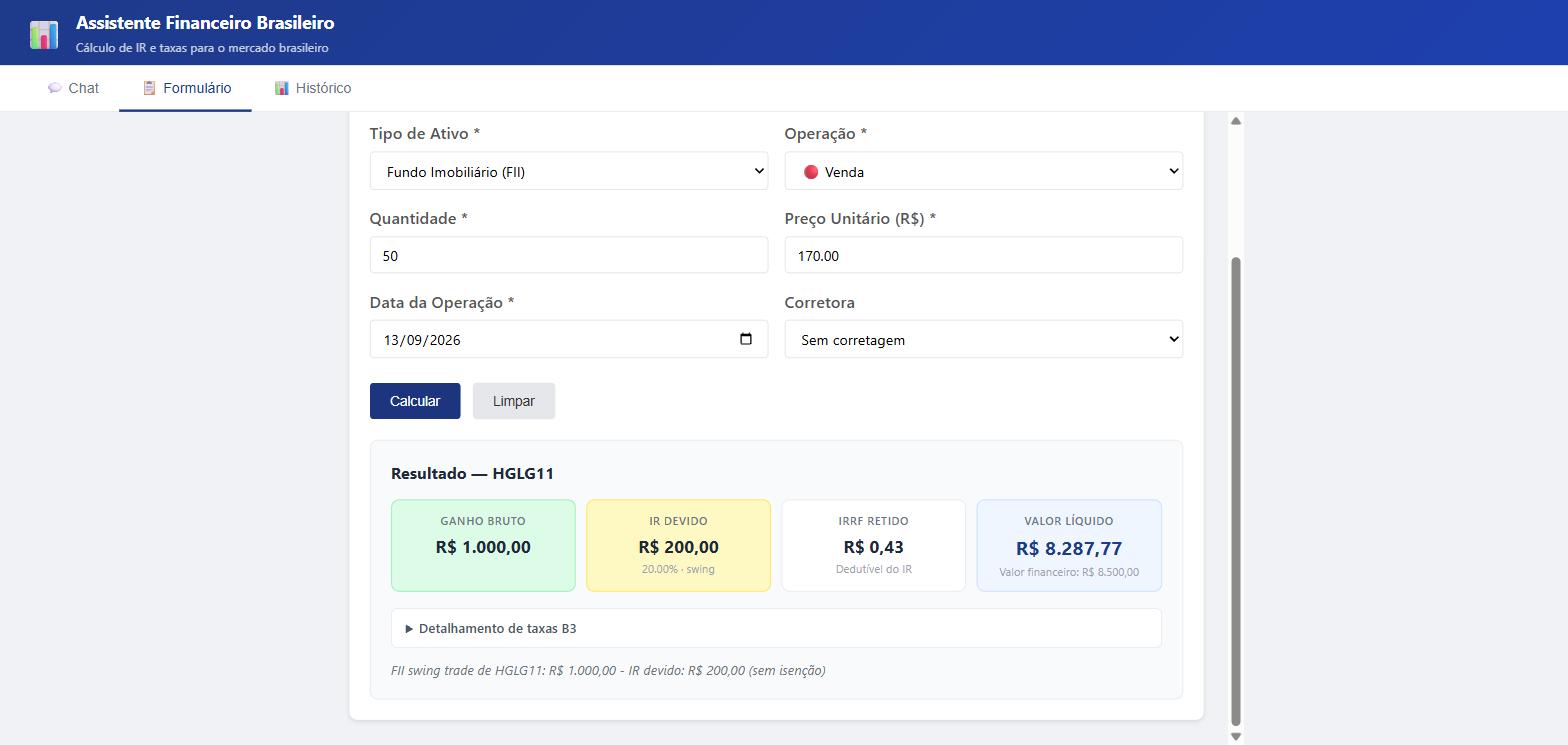 Assistente Financeiro Brasileiro
Cálculo de IR e taxas para o mercado brasileiro
Chat
Formulário
Histórico
Tipo de Ativo *
Operação *
Fundo Imobiliário (FII)
Venda
Quantidade *
Preço Unitário (R$) *
50
170.00
Data da Operação *
Corretora
13/09/2026
Sem corretagem
Calcular
Limpar
Resultado — HGLG11
GANHO BRUTO
R$ 1.000,00
IR DEVIDO
R$ 200,00
20.00% · swing
IRRF RETIDO
R$ 0,43
Dedutível do IR
VALOR LÍQUIDO
R$ 8.287,77
Valor financeiro: R$ 8.500,00
Detalhamento de taxas B3
FII swing trade de HGLG11: R$ 1.000,00 - IR devido: R$ 200,00 (sem isenção)